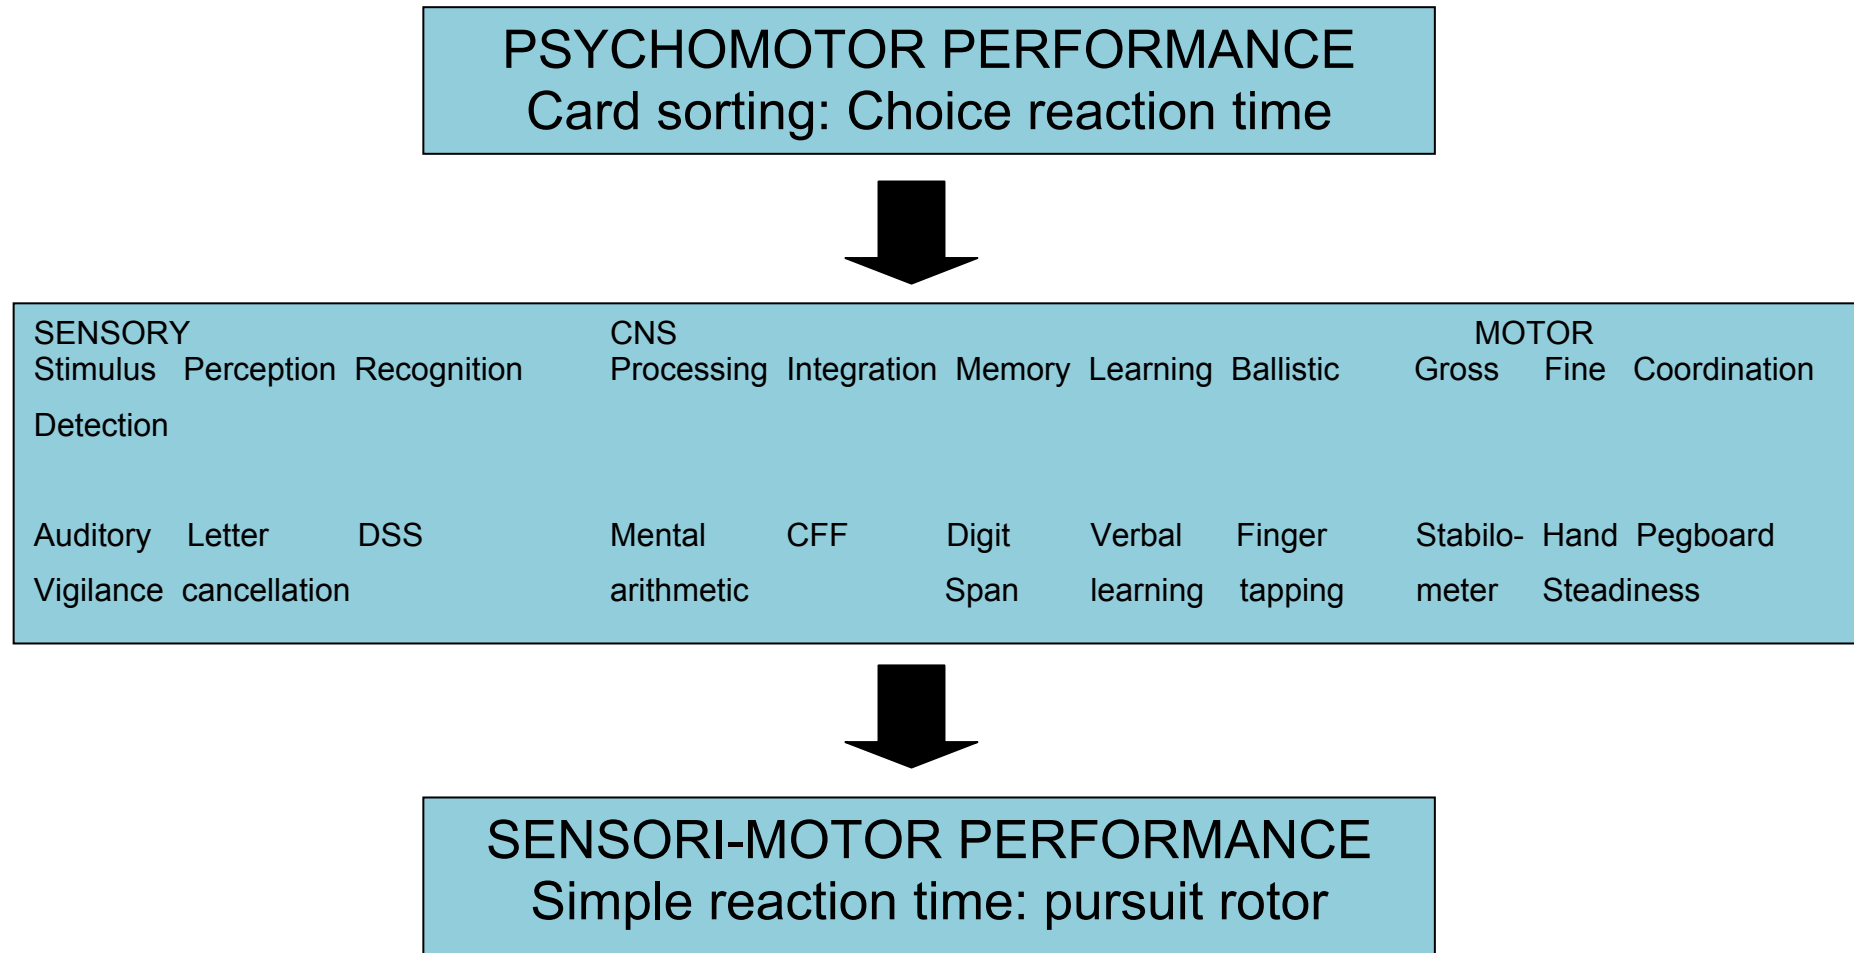 PSYCHOMOTOR PERFORMANCE
Card sorting: Choice reaction time
SENSORY CNS MOTOR
Stimulus Perception Recognition Processing Integration Memory Learning Ballistic Gross Fine Coordination
Detection
Auditory Letter DSS Mental CFF Digit Verbal Finger Stabilo- Hand Pegboard
Vigilance cancellation arithmetic Span learning tapping meter Steadiness
SENSORI-MOTOR PERFORMANCE
Simple reaction time: pursuit rotor